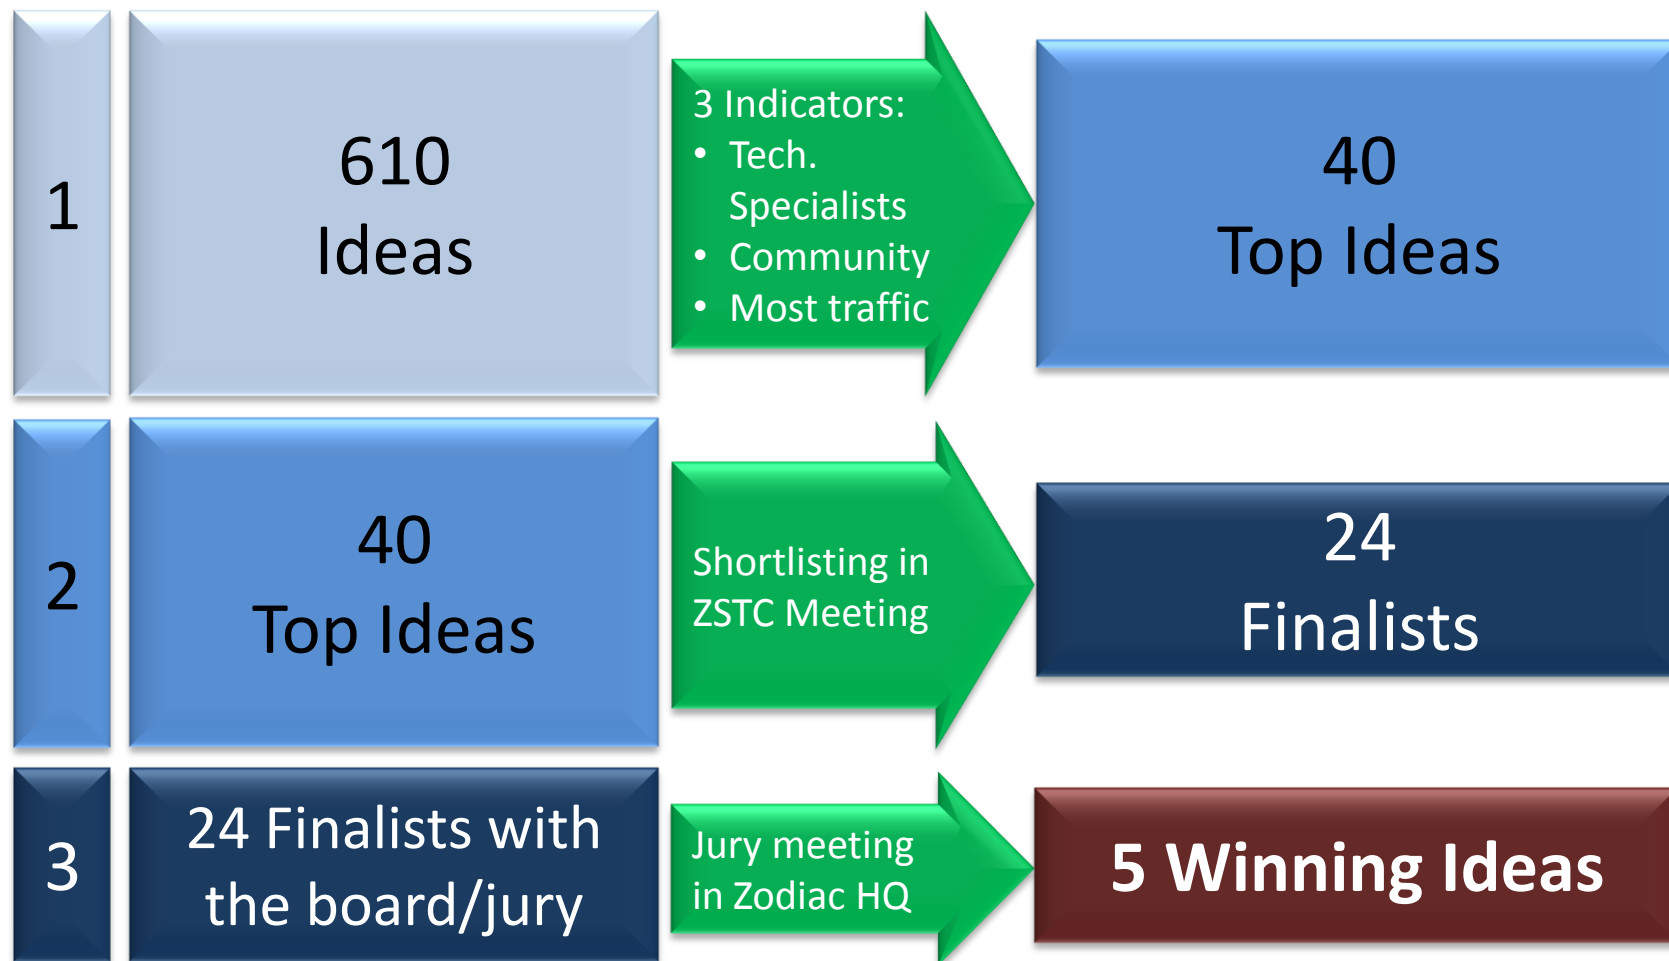 1
610
Ideas
3 Indicators:
• Tech.
Specialists
• Community
• Most traffic
40
Top Ideas
2
40
Top Ideas
Shortlisting in
ZSTC Meeting
24
Finalists
3
24 Finalists with
the board/jury
Jury meeting
in Zodiac HQ
5 Winning Ideas